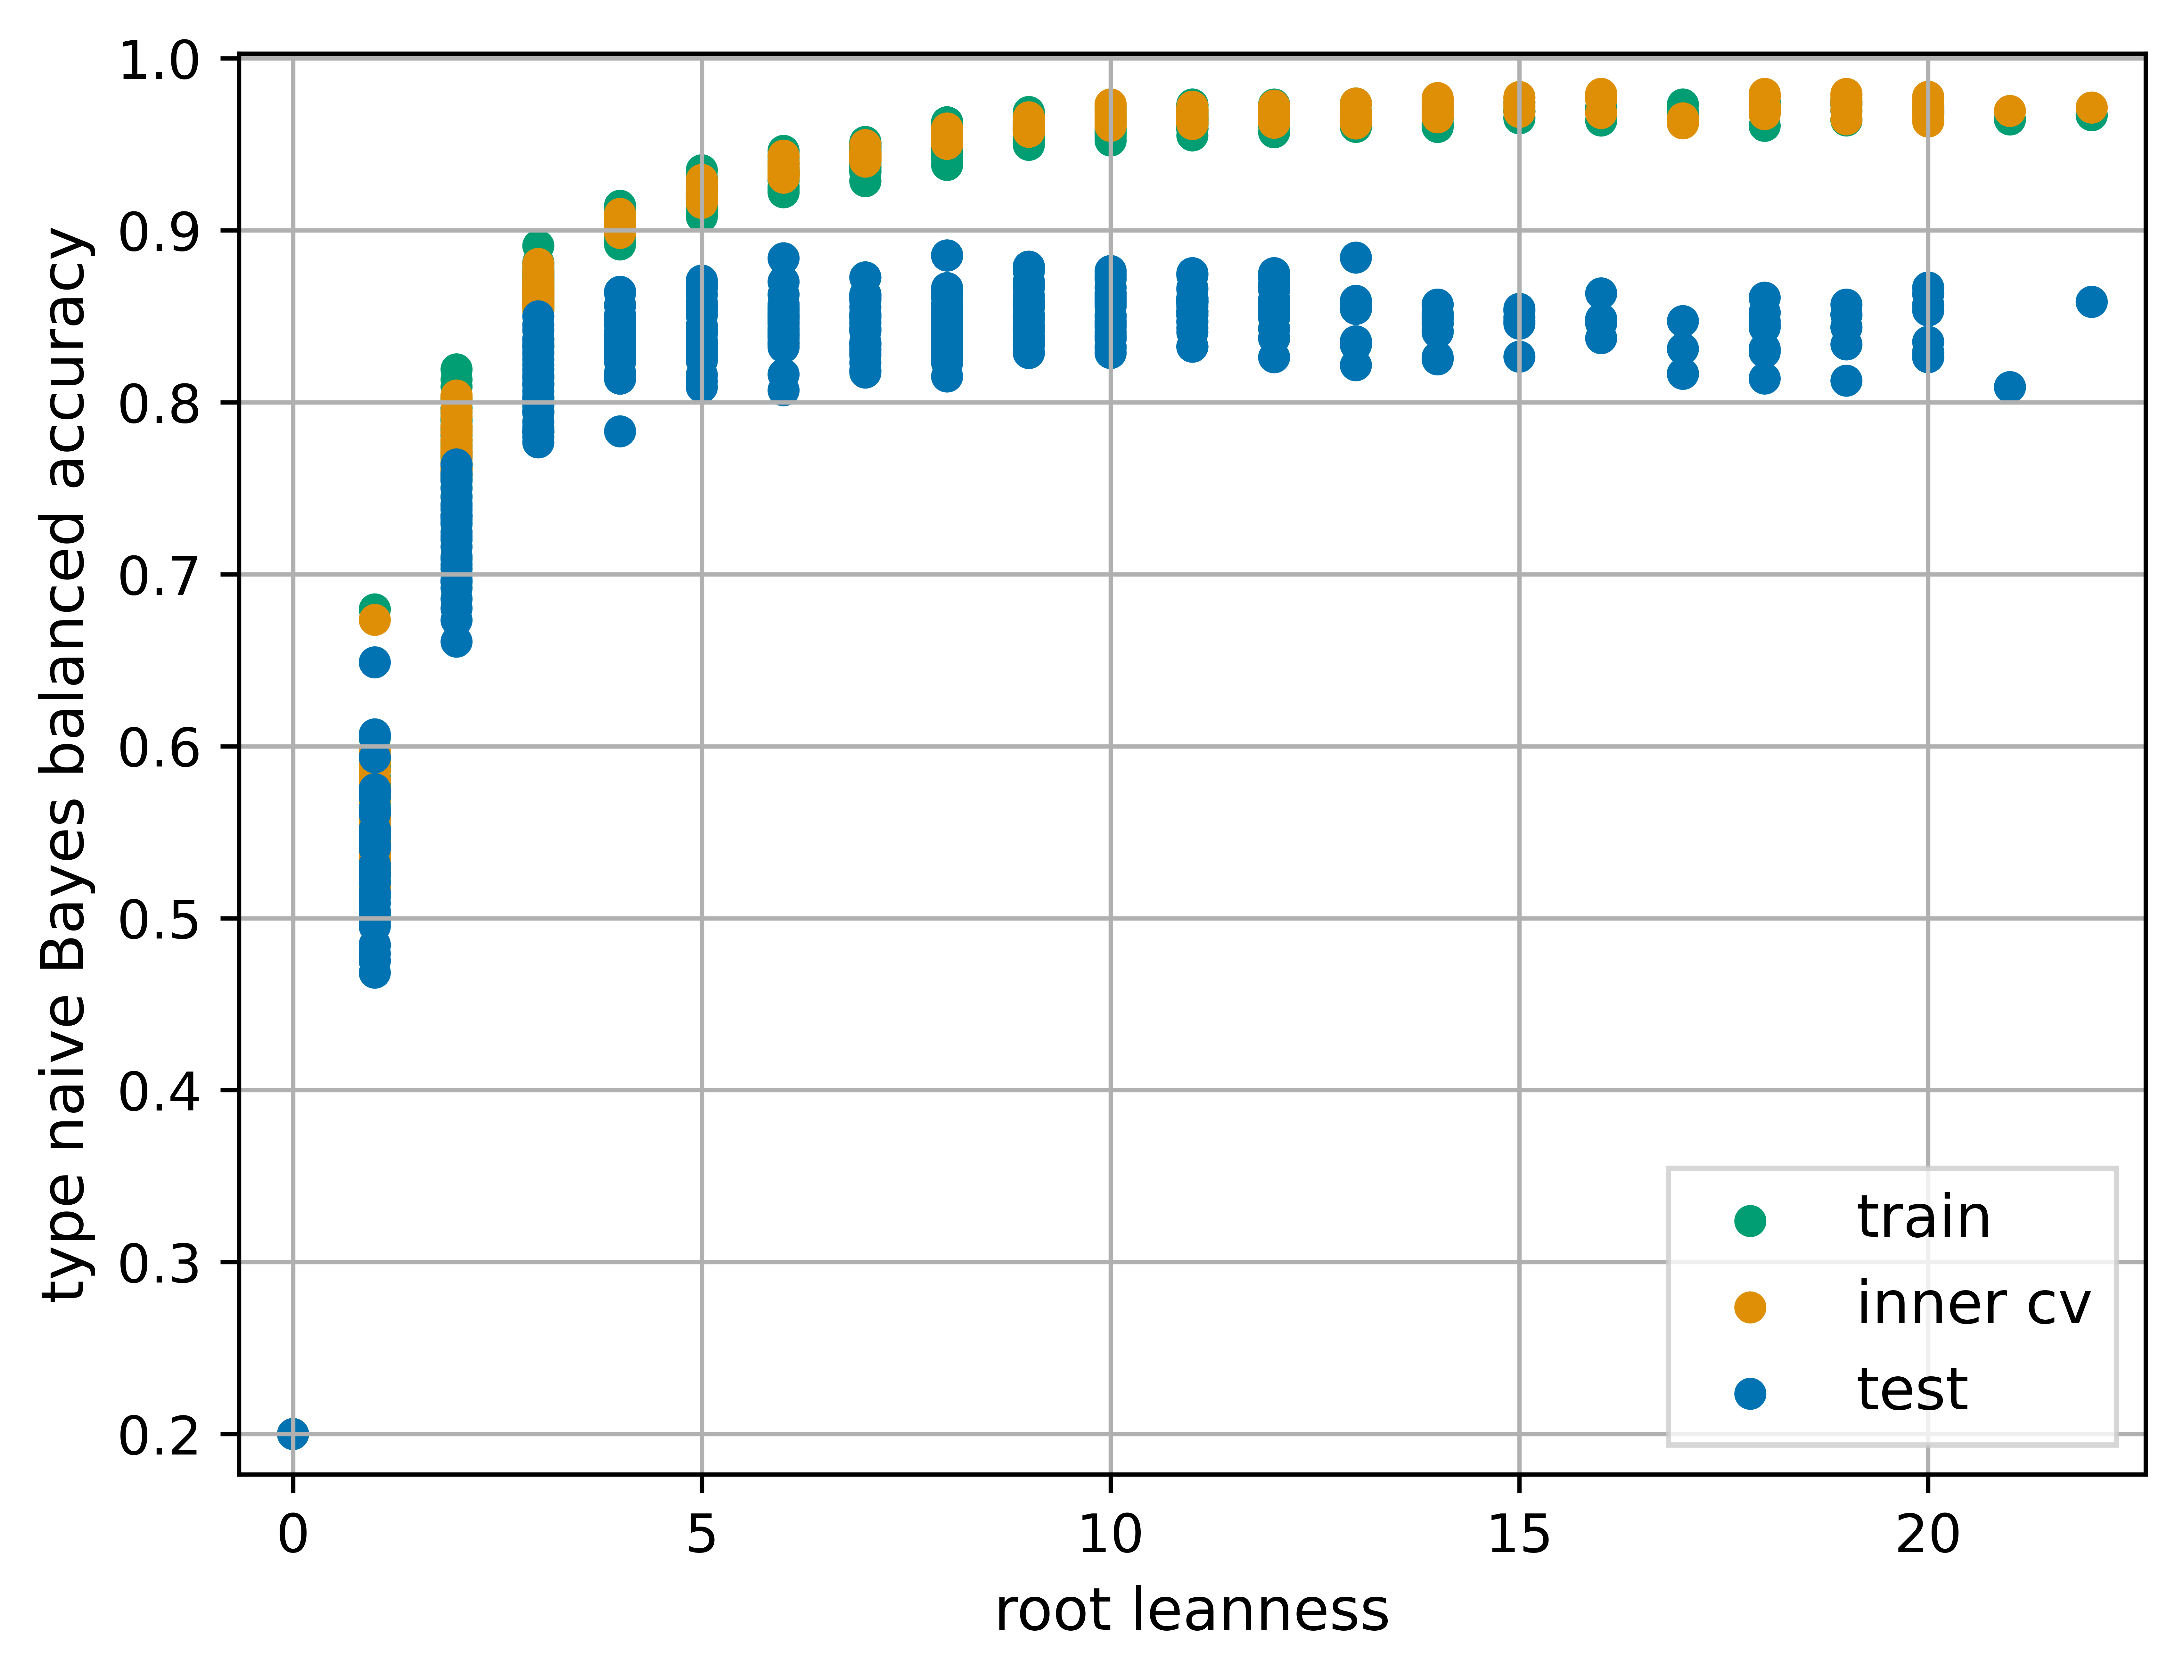 type naive Bayes balanced accuracy
1.0
0.9
0.8
0.7
0.6
0.5
0.4
0.3
0.2
train
inner cv
test
0 5 10 15 20
root leanness